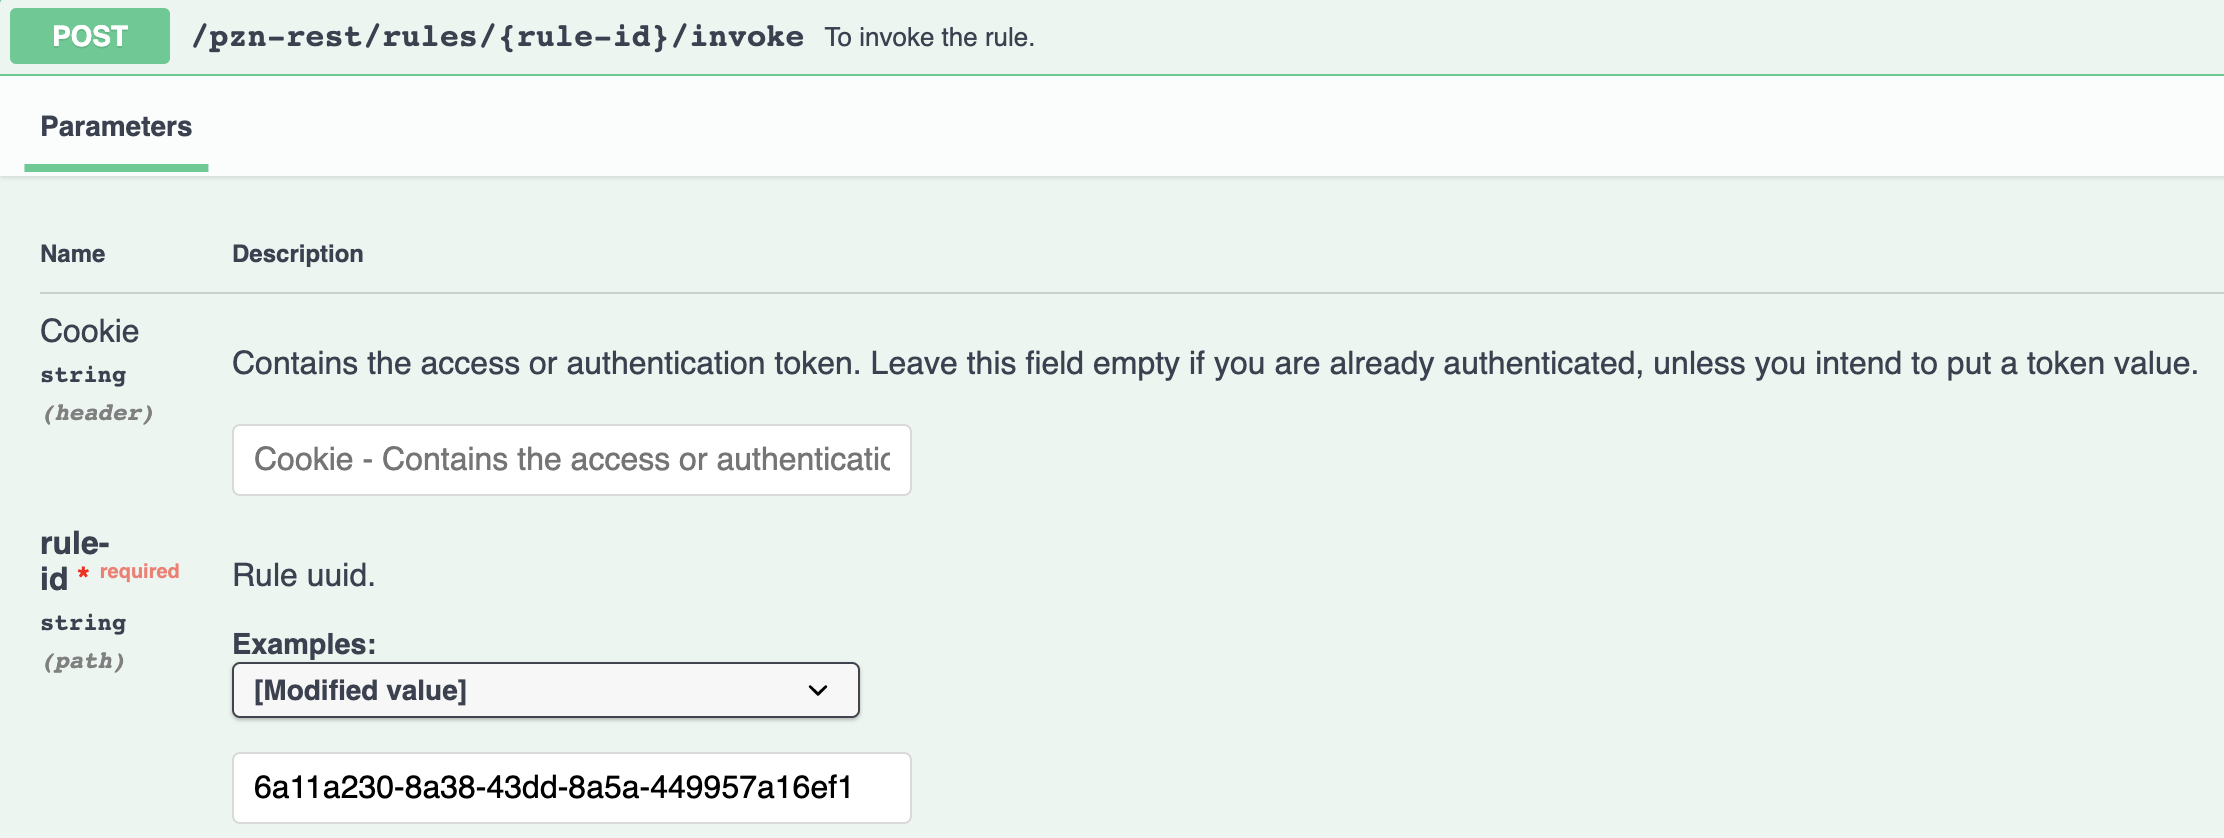 POST /pzn-rest/rules/{rule-id}/invoke To invoke the rule.
Parameters
Name Description
Cookie
string
(header)
Contains the access or authentication token. Leave this field empty if you are already authenticated, unless you intend to put a token value.
Cookie - Contains the access or authenticatic
rule-
id * required
string
(path)
Rule uuid.
Examples:
[Modified value]
6a11a230-8a38-43dd-8a5a-449957a16ef1